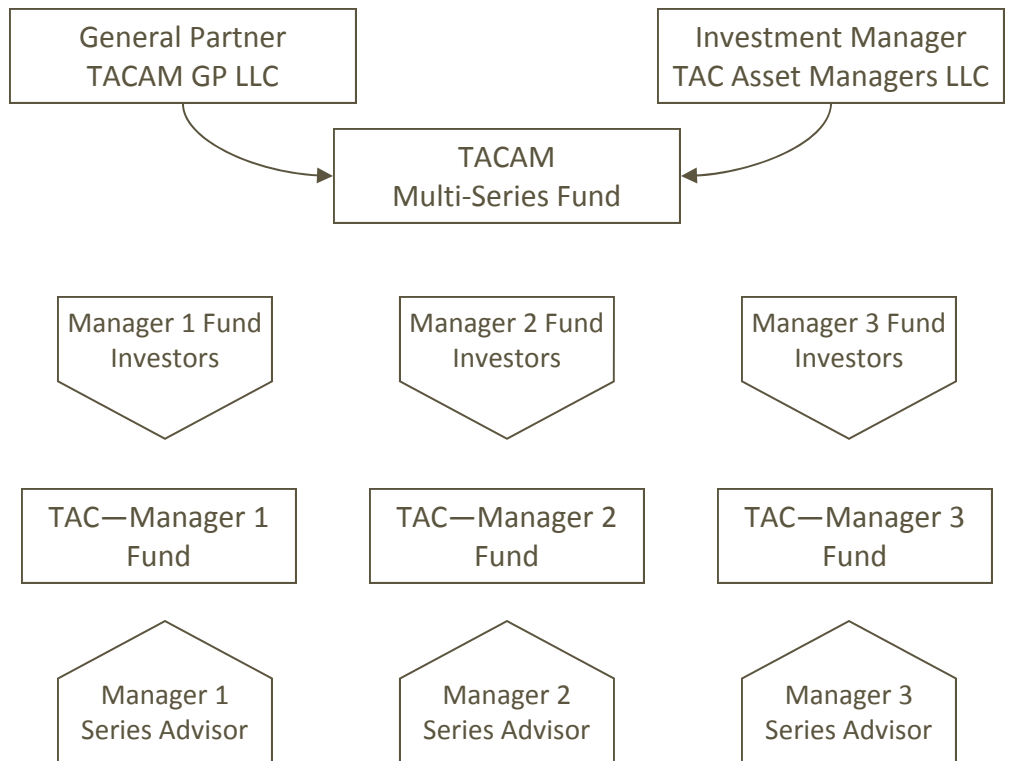 General Partner
TACAM GP LLC
Investment Manager
TAC Asset Managers LLC
TACAM
Multi-Series Fund
Manager 1 Fund
Investors
Manager 2 Fund
Investors
Manager 3 Fund
Investors
TAC—Manager 1
Fund
TAC—Manager 2
Fund
TAC—Manager 3
Fund
Manager 1
Series Advisor
Manager 2
Series Advisor
Manager 3
Series Advisor